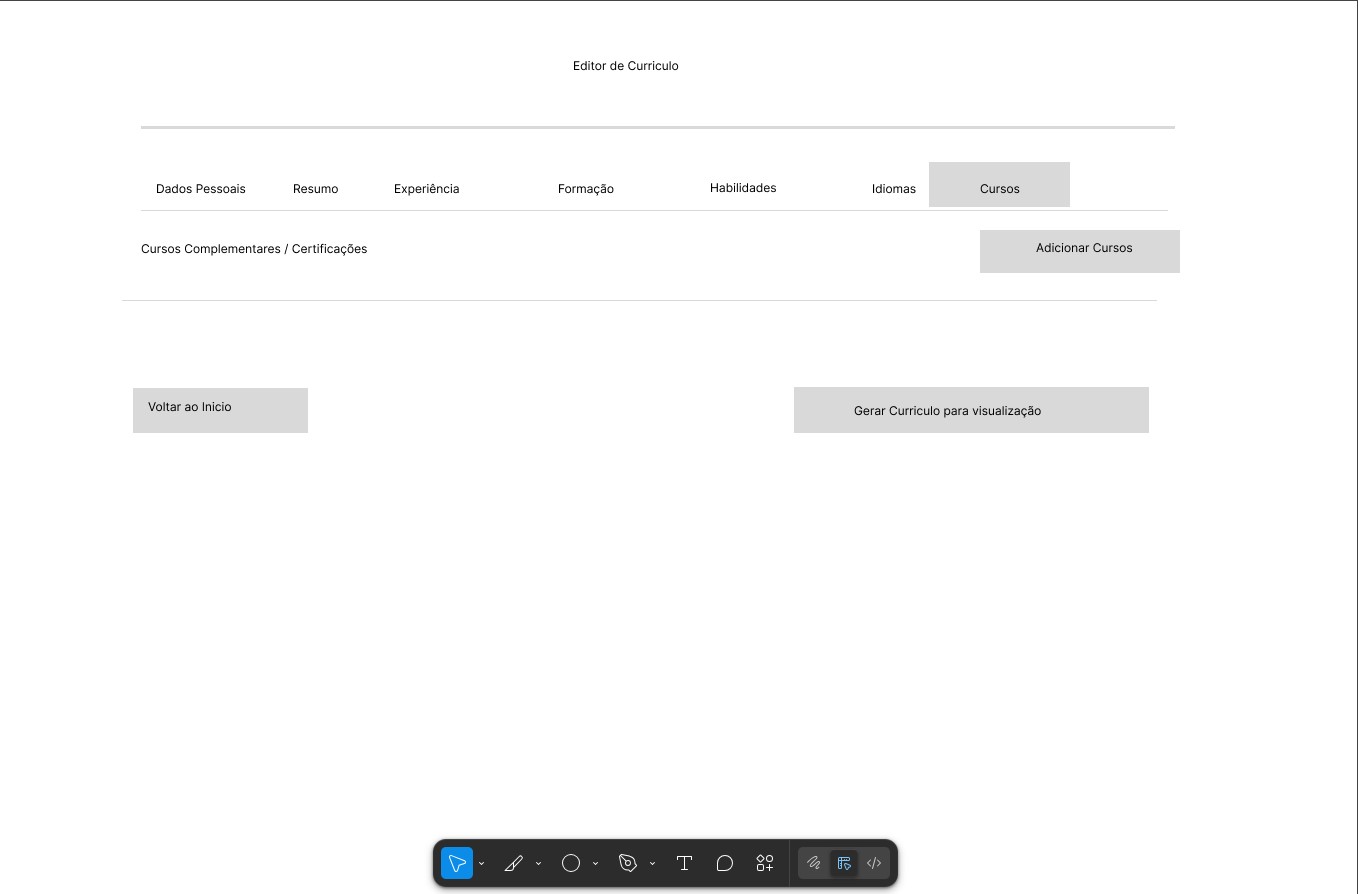 Editor de Curriculo
Dados Pessoais Resumo Experiência Formação Habilidades Idiomas Cursos
Cursos Complementares / Certificações Adicionar Cursos
Voltar ao Inicio Gerar Curriculo para visualização